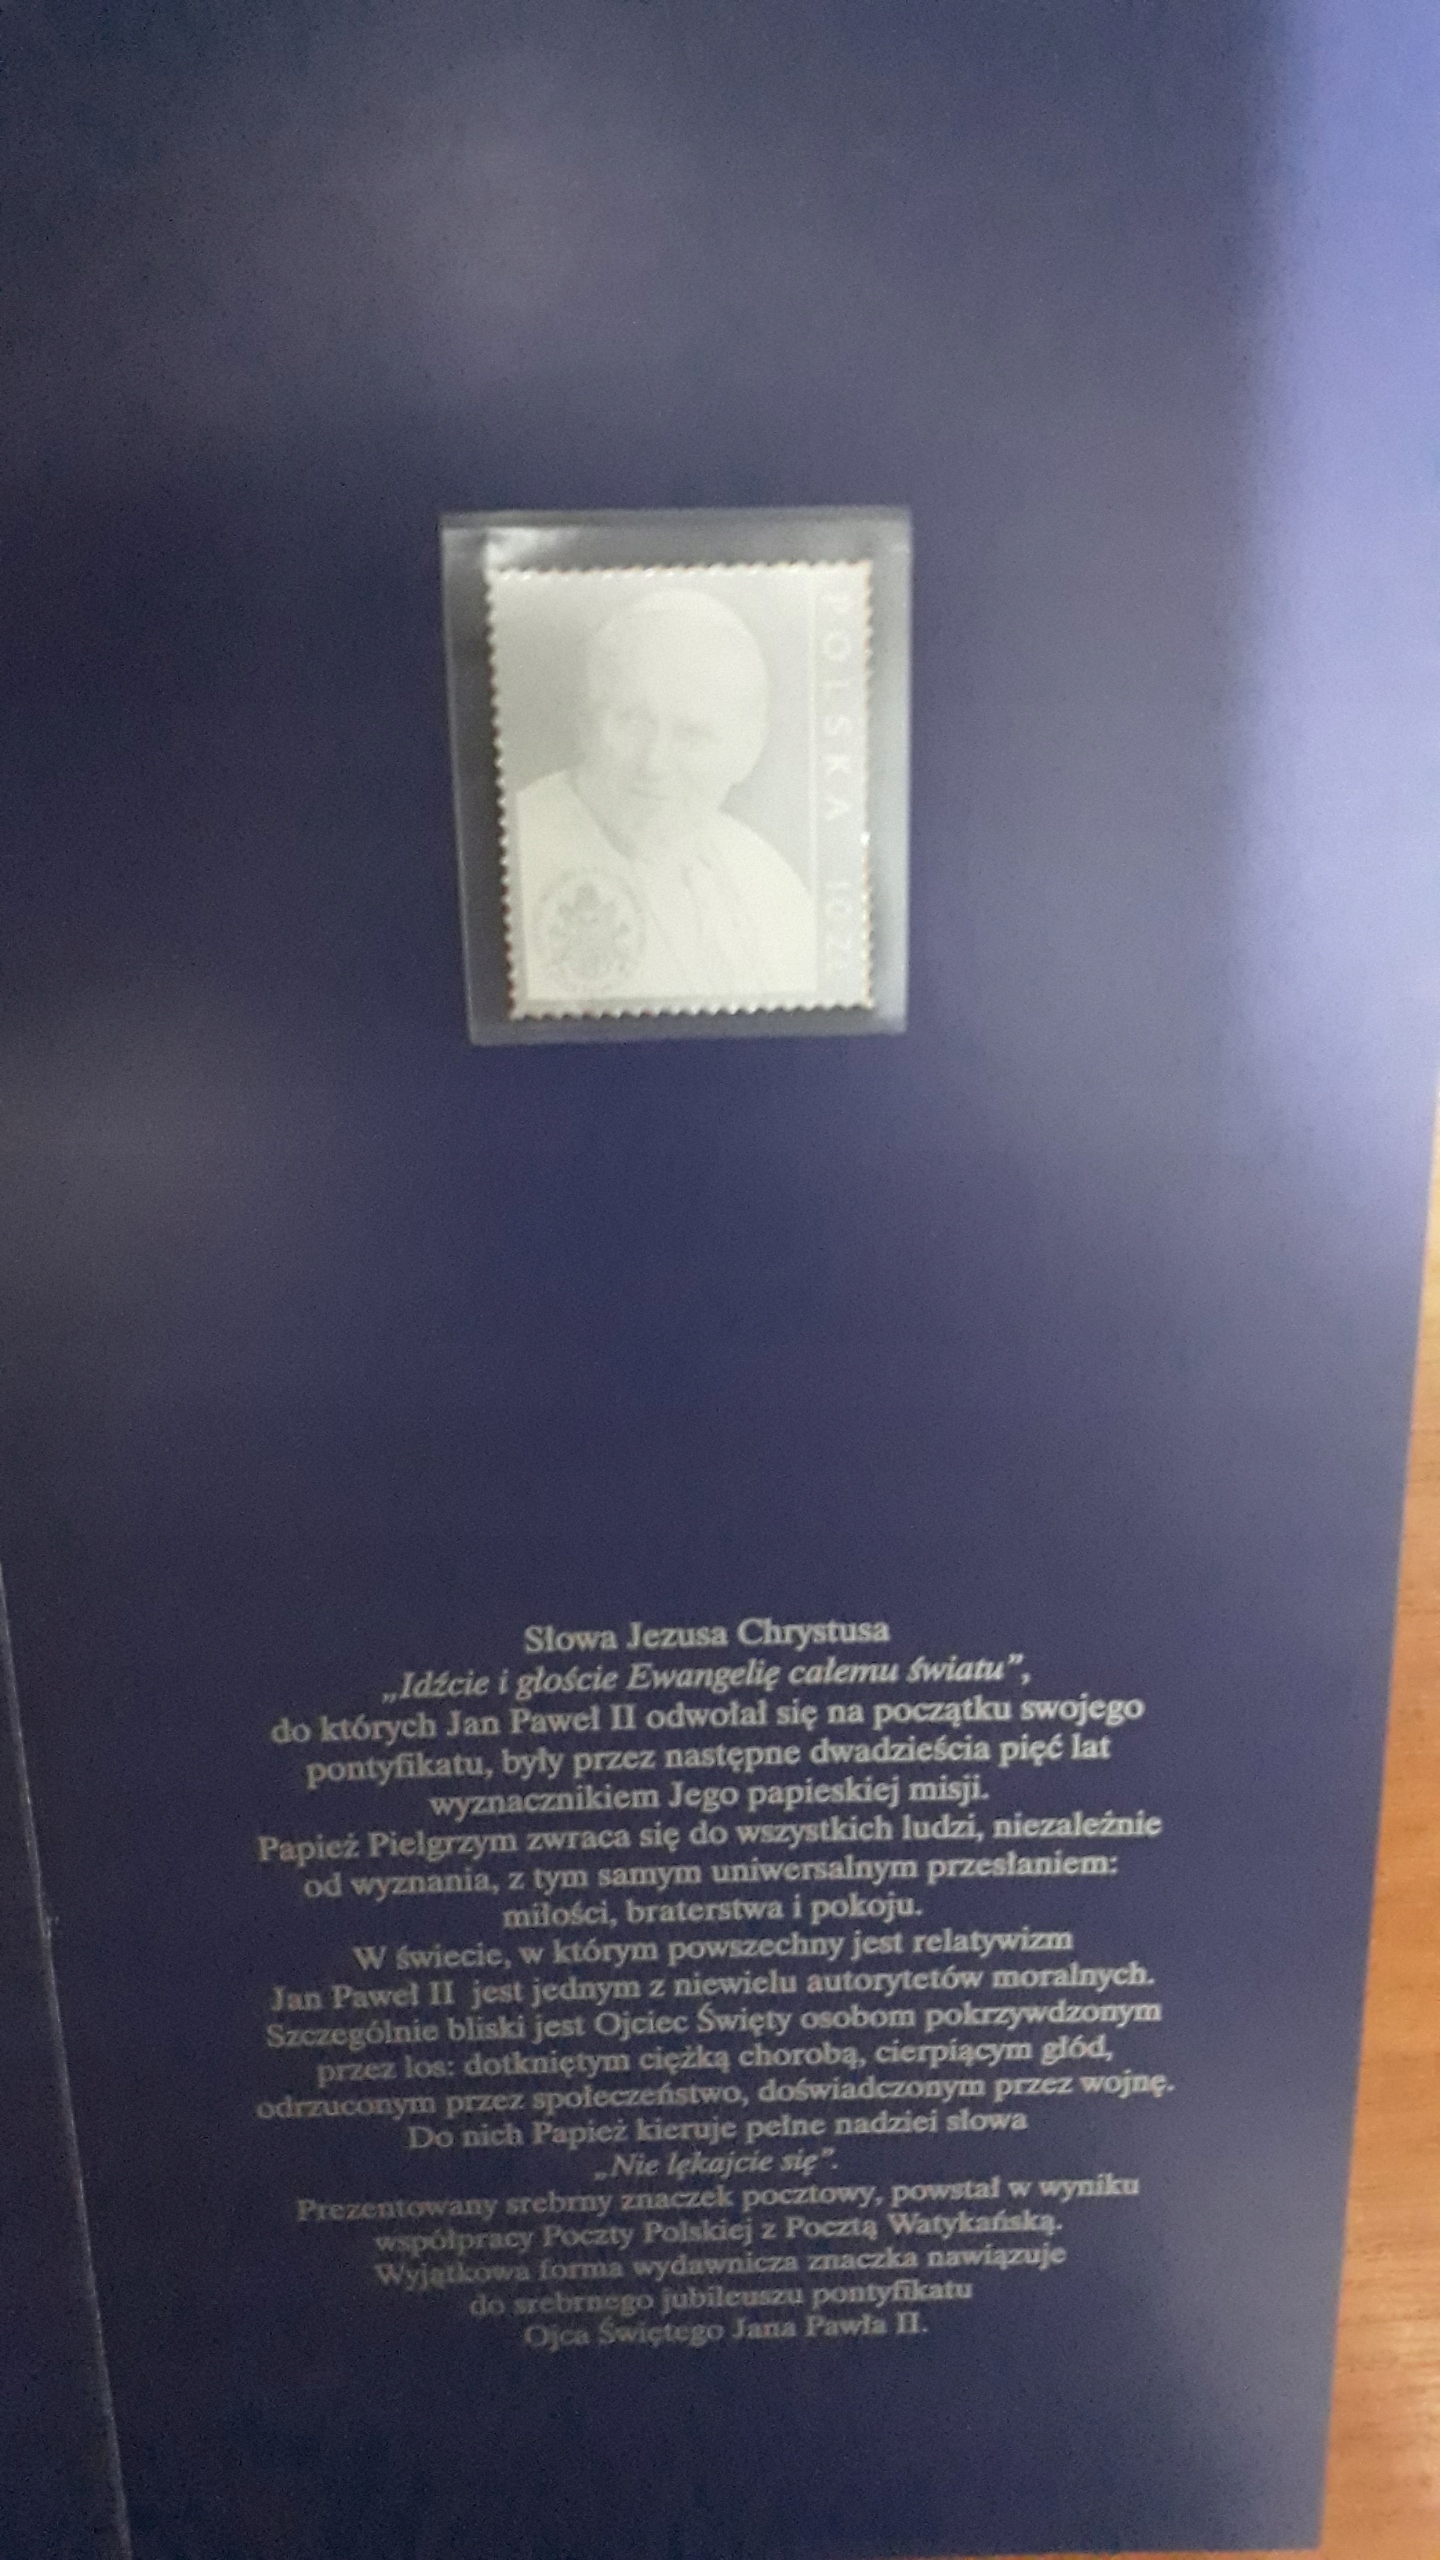 POLSKA 10 ZŁ
Słowa Jezusa Chrystusa
„Idźcie i głoście Ewangelię całemu światu”,
do których Jan Paweł II odwołał się na początku swojego
pontyfikatu, były przez następne dwadzieścia pięć lat
wyznacznikiem Jego papieskiej misji.
Papież Pielgrzym zwraca się do wszystkich ludzi, niezależnie
od wyznania, z tym samym uniwersalnym przesłaniem:
miłości, braterstwa i pokoju.
W świecie, w którym powszechny jest relatywizm
Jan Paweł II jest jednym z niewielu autorytetów moralnych.
Szczególnie bliski jest Ojciec Święty osobom pokrzywdzonym
przez los: dotkniętym ciężką chorobą, cierpiącym głód,
odrzuconym przez społeczeństwo, doświadczonym przez wojnę.
Do nich Papież kieruje pełne nadziei słowa
„Nie lękajcie się”.
Prezentowany srebrny znaczek pocztowy, powstał w wyniku
współpracy Poczty Polskiej z Pocztą Watykańską.
Wyjątkowa forma wydawnicza znaczka nawiązuje
do srebrnego jubileuszu pontyfikatu
Ojca Świętego Jana Pawła II.